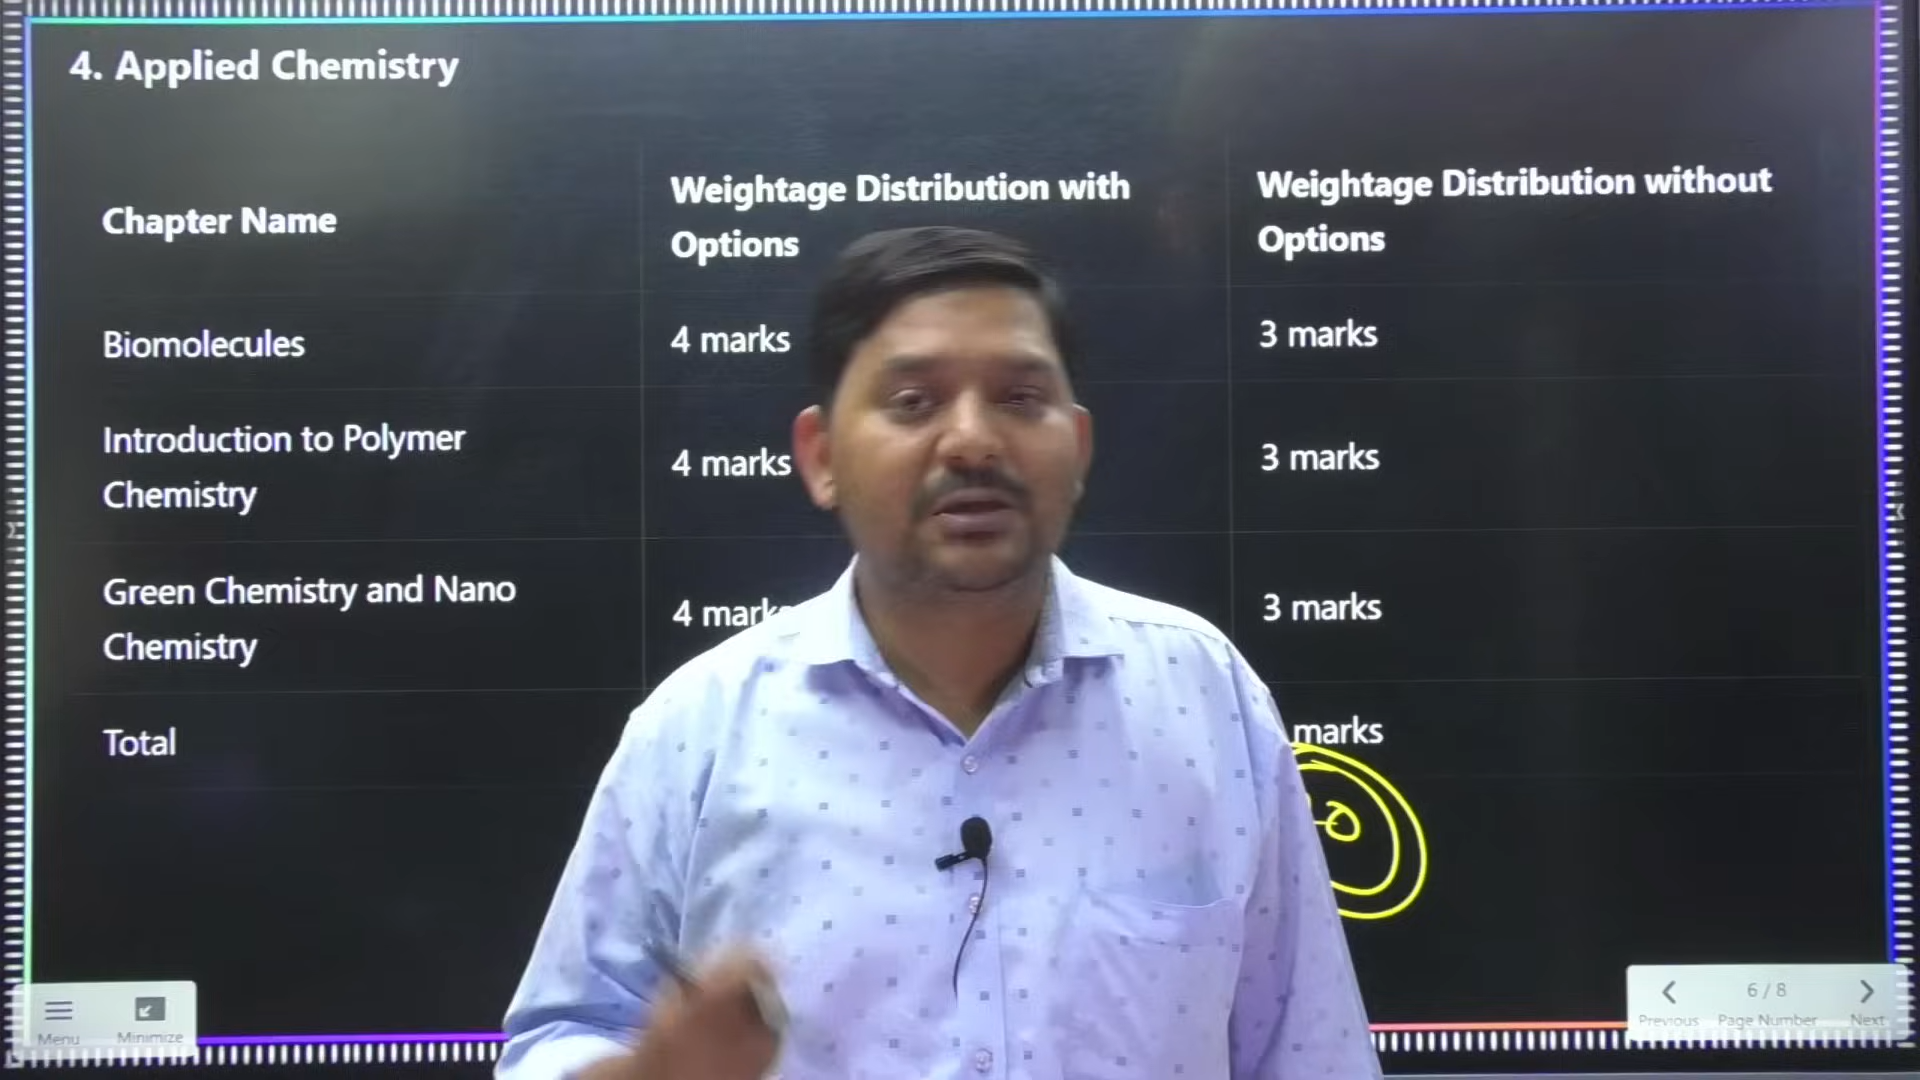 4. Applied Chemistry
Chapter Name
Weightage Distribution with
Options
Weightage Distribution without
Options
Biomolecules
4 marks
3 marks
Introduction to Polymer
Chemistry
4 marks
3 marks
Green Chemistry and Nano
Chemistry
4 marks
3 marks
Total
marks
Menu
Minimize
6 / 8
Previous
Page Number
Next